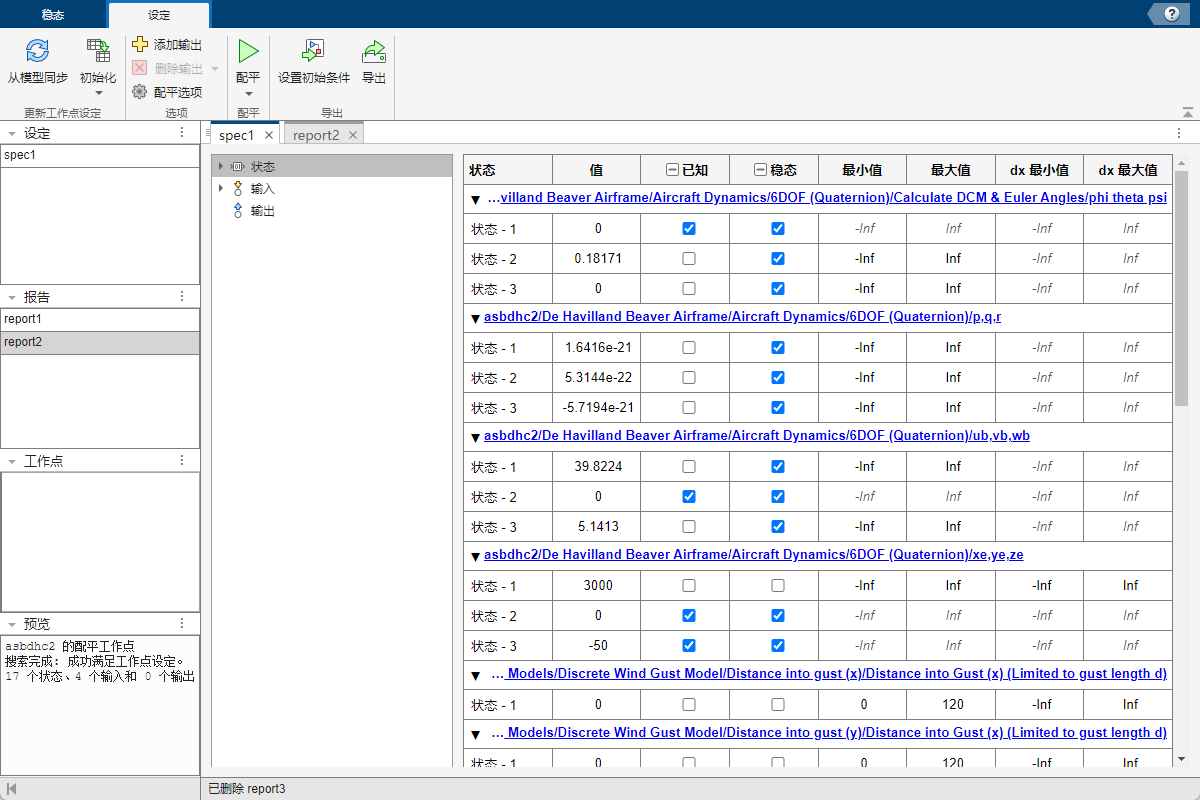 稳态
设定
从模型同步
初始化
添加输出
删除输出
配平选项
配平
设置初始条件
导出
更新工作点设定
选项
配平
导出
设定
spec1
报告
report1
report2
工作点
预览
asbdhc2 的配平工作点
搜索完成: 成功满足工作点设定。
17 个状态、4 个输入和 0 个输出
spec1
report2
状态
输入
输出
状态 值 已知 稳态 最小值 最大值 dx 最小值 dx 最大值
...villand Beaver Airframe/Aircraft Dynamics/6DOF (Quaternion)/Calculate DCM & Euler Angles/phi theta psi
状态 - 1 0 -Inf Inf -Inf Inf
状态 - 2 0.18171 -Inf Inf -Inf Inf
状态 - 3 0 -Inf Inf -Inf Inf
asbdhc2/De Havilland Beaver Airframe/Aircraft Dynamics/6DOF (Quaternion)/p,q,r
状态 - 1 1.6416e-21 -Inf Inf -Inf Inf
状态 - 2 5.3144e-22 -Inf Inf -Inf Inf
状态 - 3 -5.7194e-21 -Inf Inf -Inf Inf
asbdhc2/De Havilland Beaver Airframe/Aircraft Dynamics/6DOF (Quaternion)/ub,vb,wb
状态 - 1 39.8224 -Inf Inf -Inf Inf
状态 - 2 0 -Inf Inf -Inf Inf
状态 - 3 5.1413 -Inf Inf -Inf Inf
asbdhc2/De Havilland Beaver Airframe/Aircraft Dynamics/6DOF (Quaternion)/xe,ye,ze
状态 - 1 3000 -Inf Inf -Inf Inf
状态 - 2 0 -Inf Inf -Inf Inf
状态 - 3 -50 -Inf Inf -Inf Inf
... Models/Discrete Wind Gust Model/Distance into gust (x)/Distance into Gust (x) (Limited to gust length d)
状态 - 1 0 0 120 -Inf Inf
... Models/Discrete Wind Gust Model/Distance into gust (y)/Distance into Gust (x) (Limited to gust length d)
状态 - 1 0 0 120 -Inf Inf
已删除 report3